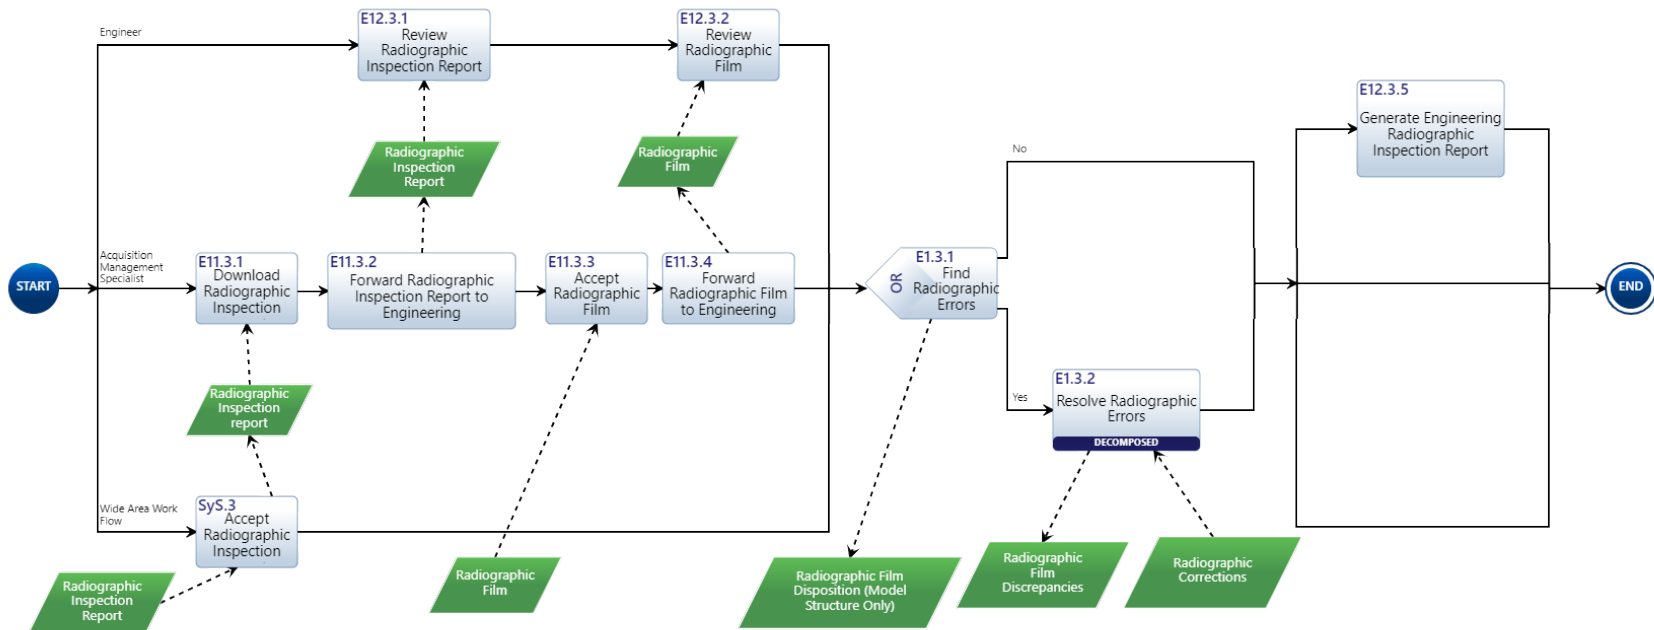 Engineer
E12.3.1
Review
Radiographic
Inspection Report
E12.3.2
Review
Radiographic
Film
E12.3.5
Generate Engineering
Radiographic
Inspection Report
Radiographic
Inspection
Report
Radiographic
Film
No
START
Acquisition
Management
Specialist
E11.3.1
Download
Radiographic
Inspection
E11.3.2
Forward Radiographic
Inspection Report to
Engineering
E11.3.3
Accept
Radiographic
Film
E11.3.4
Forward
Radiographic Film
to Engineering
OR
E1.3.1
Find
Radiographic
Errors
END
Radiographic
Inspection
report
Yes
E1.3.2
Resolve Radiographic
Errors
DECOMPOSED
Wide Area Work
Flow
SyS.3
Accept
Radiographic
Inspection
Radiographic
Inspection
Report
Radiographic
Film
Radiographic Film
Disposition (Model
Structure Only)
Radiographic
Film
Discrepancies
Radiographic
Corrections